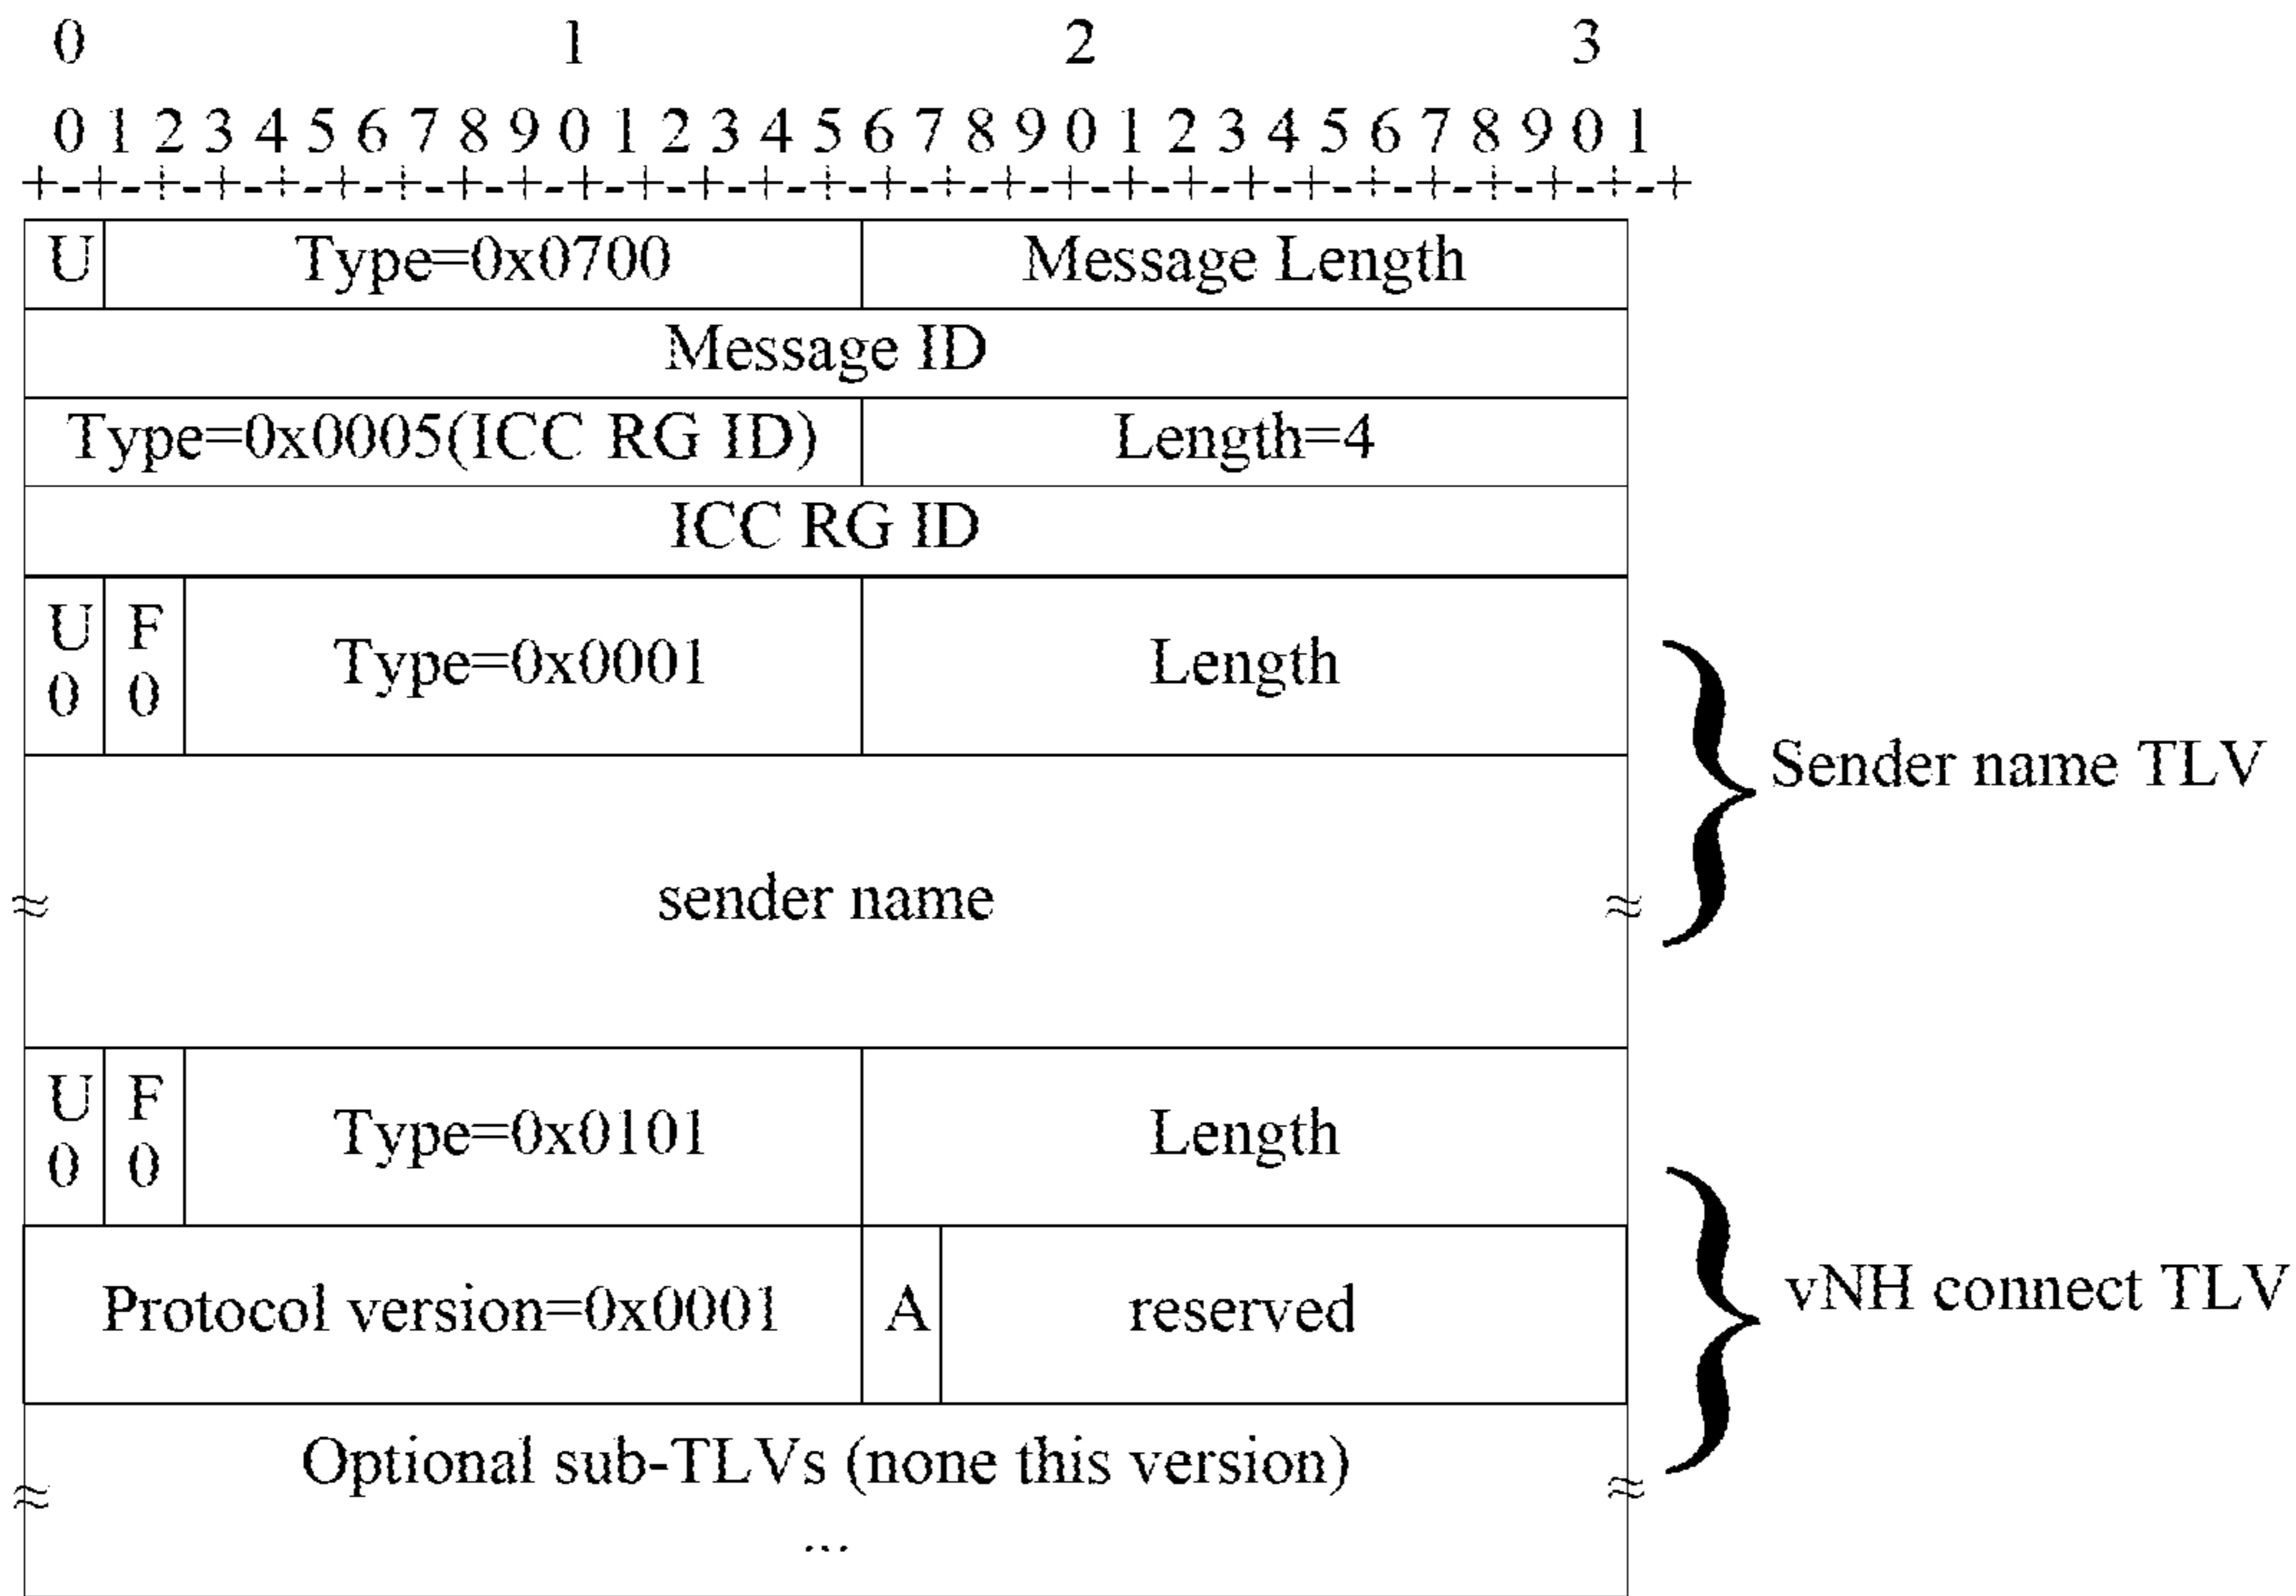 0 1 2 3
0 1 2 3 4 5 6 7 8 9 0 1 2 3 4 5 6 7 8 9 0 1 2 3 4 5 6 7 8 9 0 1
+-+-+-+-+-+-+-+-+-+-+-+-+-+-+-+-+-+-+-+-+-+-+-+-+-+-+-+
U Type=0x0700 Message Length
Message ID
Type=0x0005(ICC RG ID) Length=4
ICC RG ID
U F
0 0
Type=0x0001 Length
Sender name TLV
≈ sender name ≈
U F
0 0
Type=0x0101 Length
Protocol version=0x0001 A reserved
vNH connect TLV
Optional sub-TLVs (none this version)
≈ ≈
...